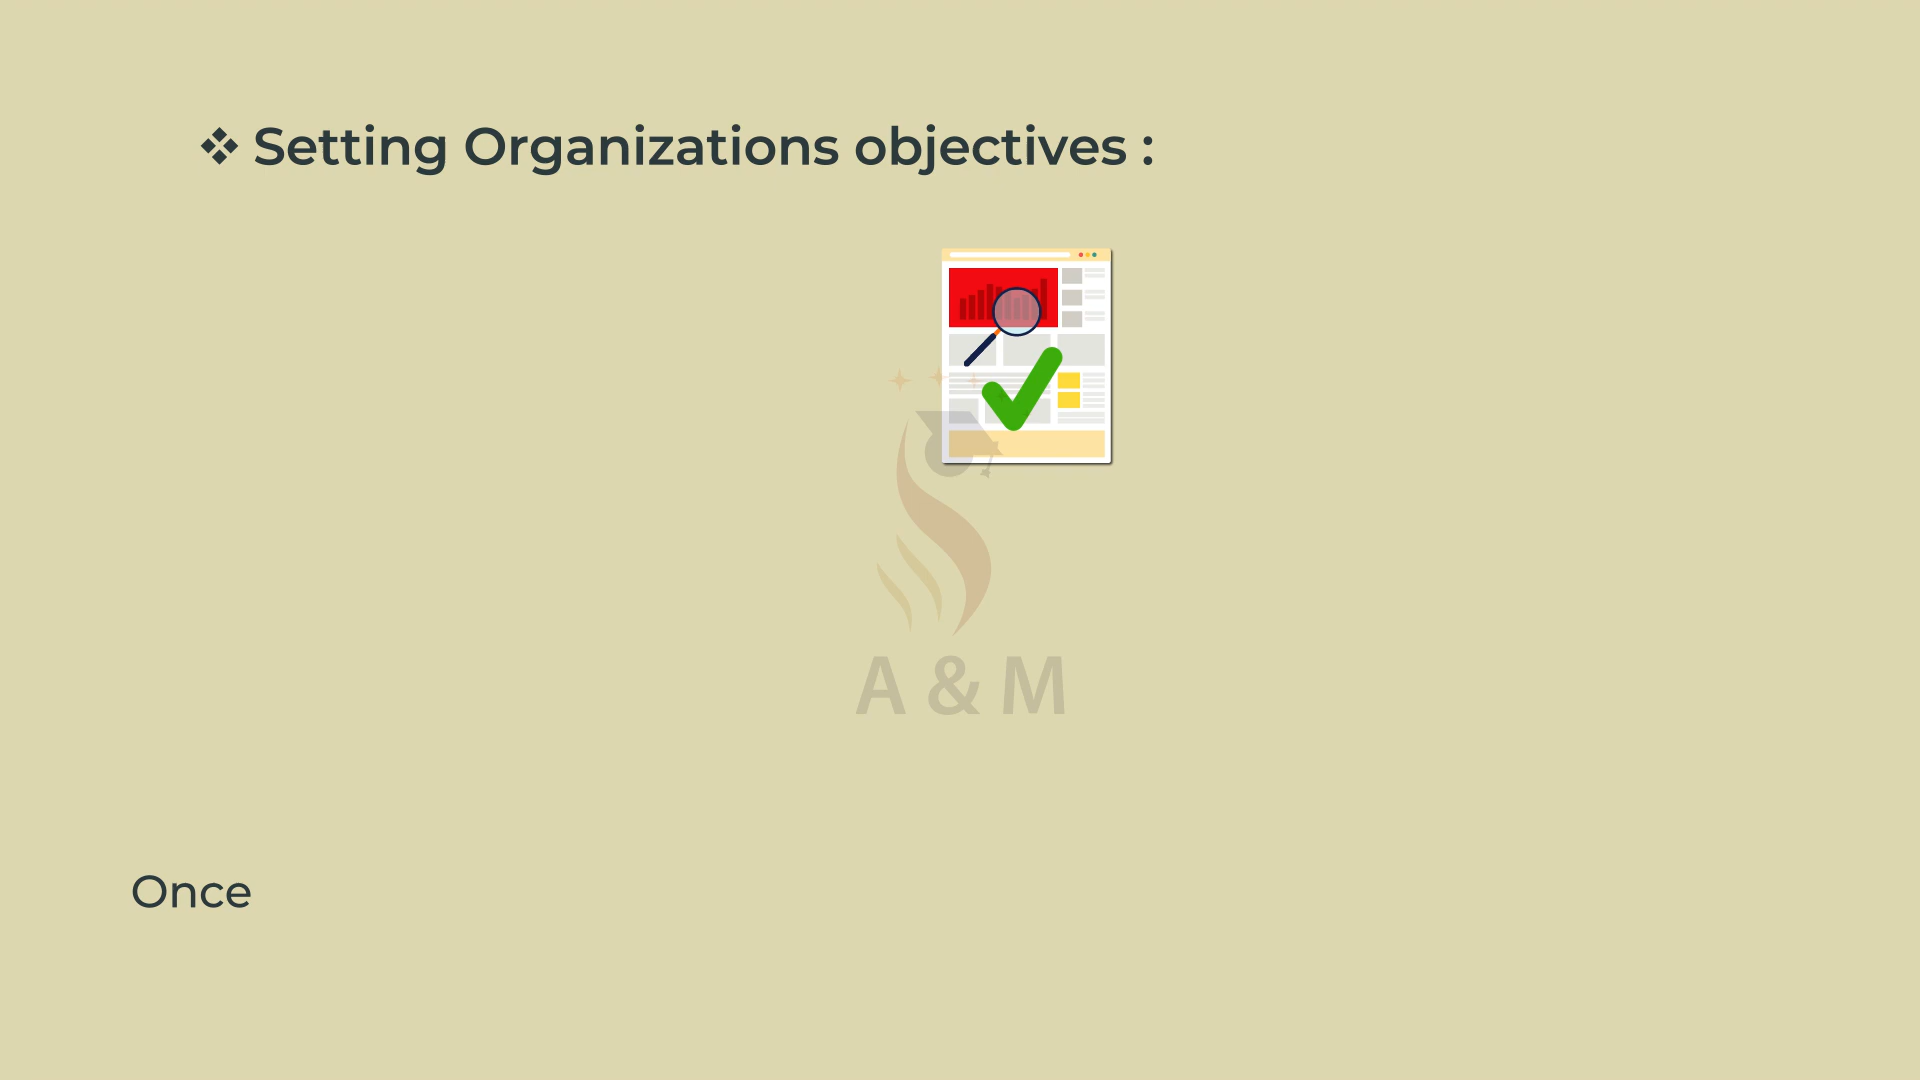 ❖ Setting Organizations objectives :
A & M
Once